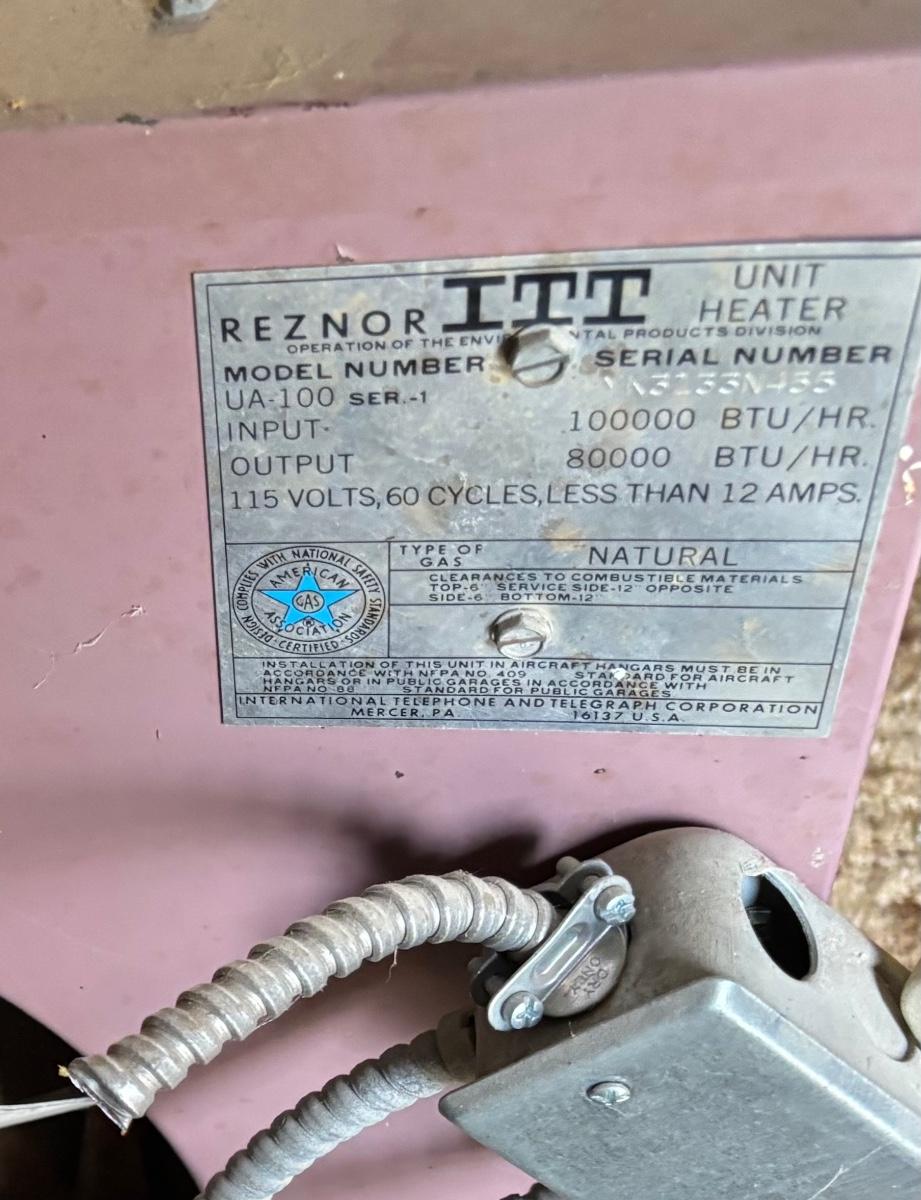 REZNOR ITT UNIT HEATER
OPERATION OF THE PRODUCTS DIVISION
MODEL NUMBER SERIAL NUMBER
UA-100 SER.-1
INPUT 100000 BTU/HR.
OUTPUT 80000 BTU/HR.
115 VOLTS, 60 CYCLES, LESS THAN 12 AMPS.
DESIGN COMPLIES WITH NATIONAL SAFETY STANDARDS
CERTIFIED
AMERICAN
GAS
ASSOCIATION
TYPE OF GAS NATURAL
CLEARANCES TO COMBUSTIBLE MATERIALS
TOP-6" SERVICE SIDE-12" OPPOSITE
SIDE-6" BOTTOM-12"
INSTALLATION OF THIS UNIT IN AIRCRAFT HANGARS MUST BE IN
ACCORDANCE WITH NFPA NO. 409 STANDARD FOR AIRCRAFT
HANGARS OR IN PUBLIC GARAGES IN ACCORDANCE WITH
NFPA NO. 88 STANDARD FOR PUBLIC GARAGES
INTERNATIONAL TELEPHONE AND TELEGRAPH CORPORATION
MERCER, PA. 16137 U.S.A.
DRY
ONLY